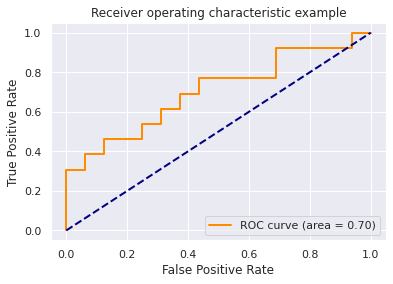 Receiver operating characteristic example
True Positive Rate
1.0
0.8
0.6
0.4
0.2
0.0
ROC curve (area = 0.70)
0.0 0.2 0.4 0.6 0.8 1.0
False Positive Rate